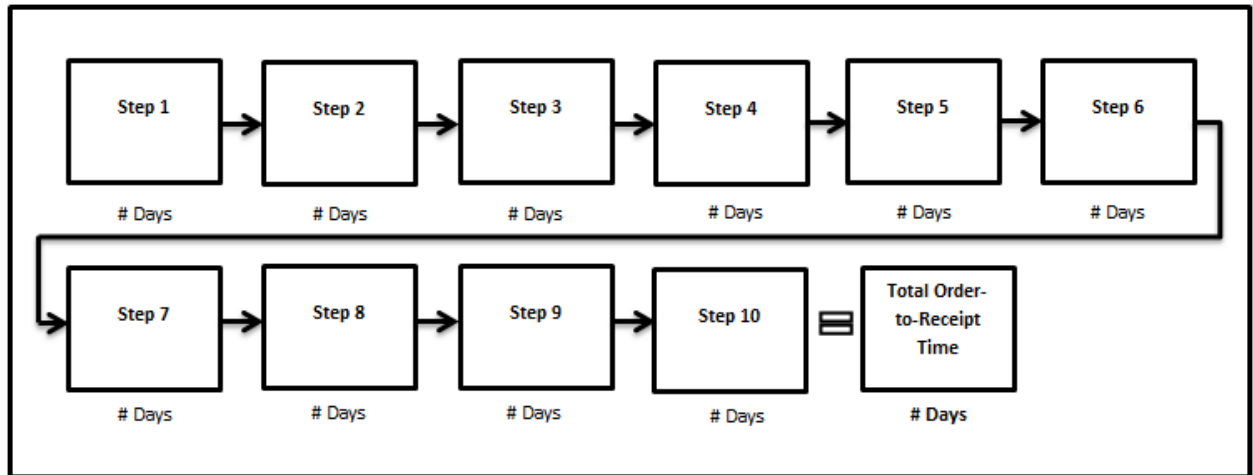 Step 1
Step 2
Step 3
Step 4
Step 5
Step 6
# Days
# Days
# Days
# Days
# Days
# Days
Step 7
Step 8
Step 9
Step 10
Total Order-
to-Receipt
Time
# Days
# Days
# Days
# Days
# Days